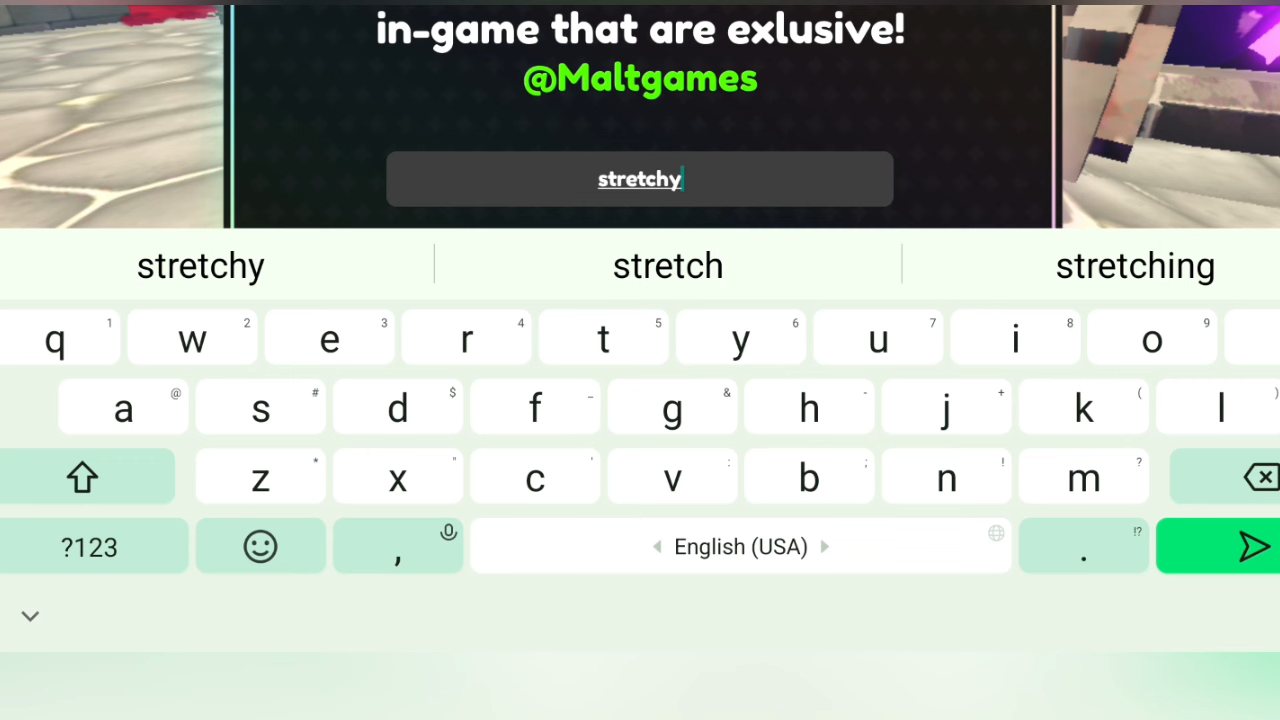 in-game that are exlusive!
@Maltgames
stretchy
stretchy stretch stretching
q 1 w 2 e 3 r 4 t 5 y 6 u 7 i 8 o 9
a @ s # d $ f _ g & h - j + k ( l )
z * x " c ' v : b ; n ! m ?
?123 , English (USA) . !?